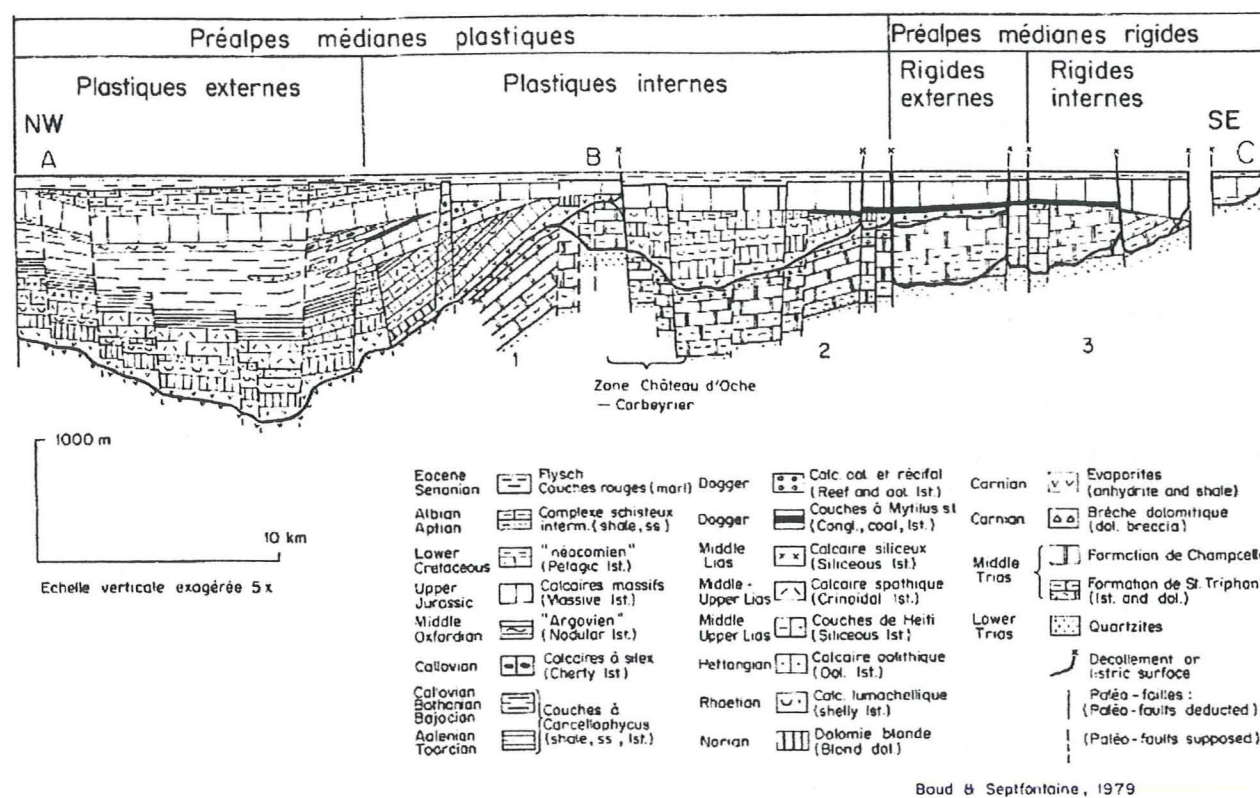 Préalpes médianes plastiques
Préalpes médianes rigides
Plastiques externes
Plastiques internes
Rigides externes
Rigides internes
NW
SE
A
B
C
1
2
3
Zone Château d'Oche
— Corbeyrier
1000 m
10 km
Echelle verticale exagérée 5 x
Eocene
Senonian
Flysch
Couches rouges (marl)
Albian
Aptian
Complexe schisteux
interm. (shale, ss)
Lower
Cretaceous
"néocomien"
(Pelagic lst.)
Upper
Jurassic
Calcaires massifs
(Massive lst.)
Middle
Oxfordian
"Argovien"
(Nodular lst.)
Callovian
Calcaires à silex
(Cherty lst)
Callovian
Bathonian
Bajocian
Aalenian
Toarcian
Couches à
Cancellophycus
(shale, ss, lst.)
Dogger
Calc. ool. et récifal
(Reef and ool. lst.)
Dogger
Couches à Mytilus sl
(Congl., coal, lst.)
Middle
Lias
Calcaire siliceux
(Siliceous lst.)
Middle -
Upper Lias
Calcaire spathique
(Crinoidal lst.)
Middle
Upper Lias
Couches de Heiti
(Siliceous lst)
Hettangian
Calcaire oolithique
(Ool. lst.)
Rhaetian
Calc. lumachellique
(shelly lst.)
Norian
Dolomie blonde
(Blond dol.)
Carnian
Evaporites
(anhydrite and shale)
Carnian
Brèche dolomitique
(dol. breccia)
Middle
Trias
Formation de Champcelle
Formation de St. Triphon
(lst. and dol.)
Lower
Trias
Quartzites
Decollement or
listric surface
Paléo-failles :
(Paléo-faults deducted)
(Paléo-faults supposed)
Baud & Septfontaine, 1979